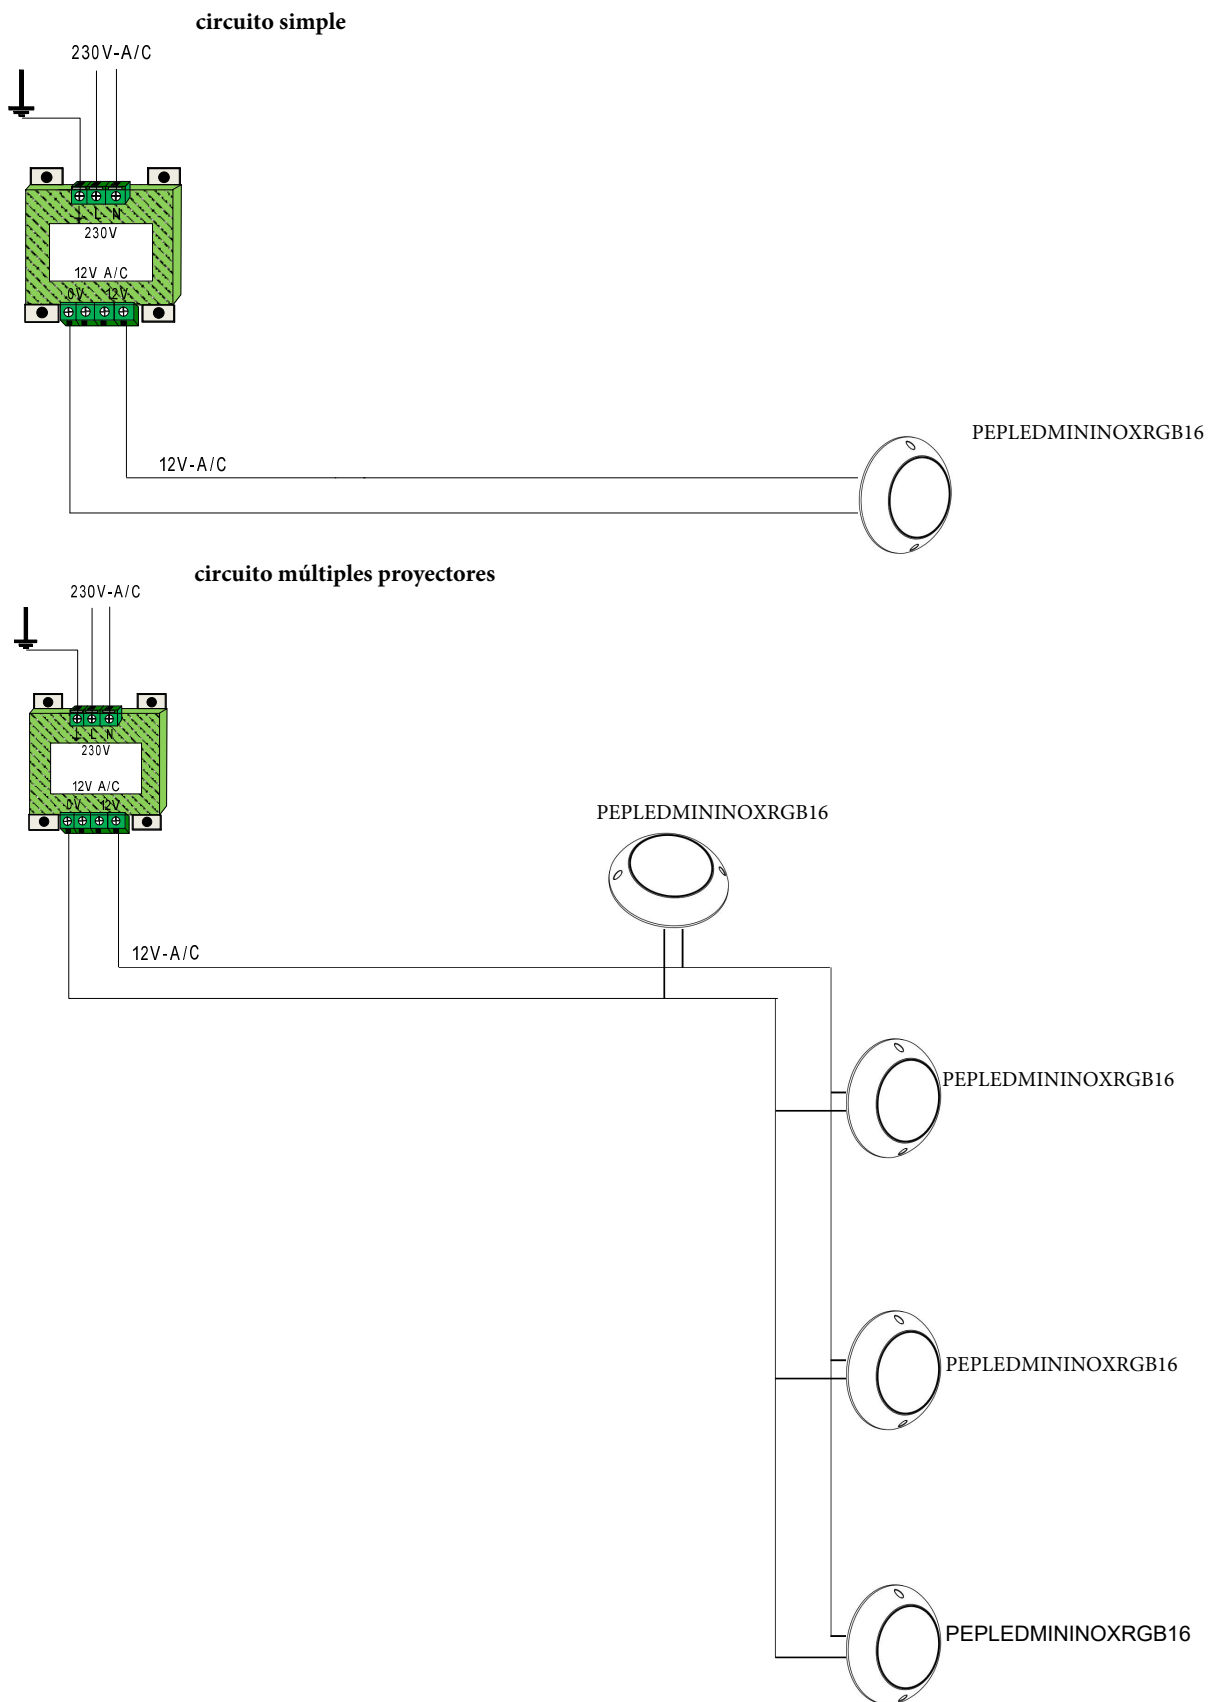 circuito simple
230V-A/C
L N
230V
12V A/C
0V 12V
12V-A/C
PEPLEDMININOXRGB16
circuito múltiples proyectores
230V-A/C
L N
230V
12V A/C
0V 12V
PEPLEDMININOXRGB16
12V-A/C
PEPLEDMININOXRGB16
PEPLEDMININOXRGB16
PEPLEDMININOXRGB16